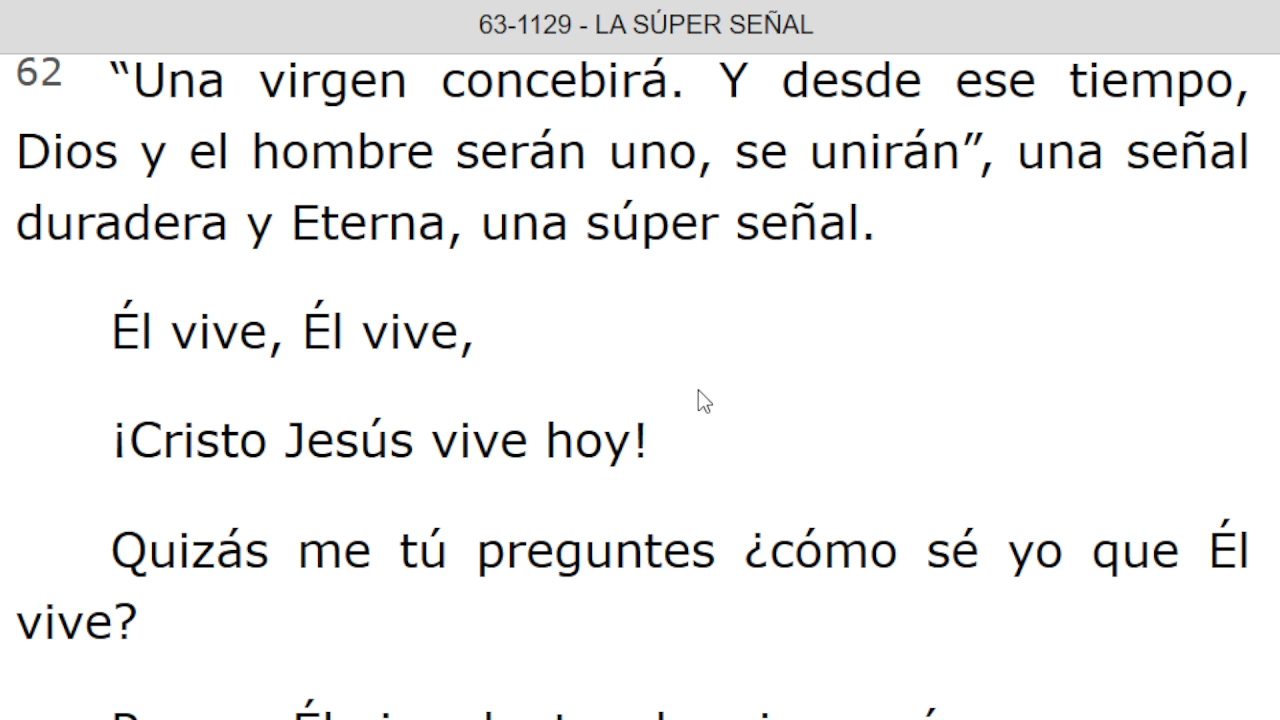 63-1129 - LA SÚPER SEÑAL
62 “Una virgen concebirá. Y desde ese tiempo,
Dios y el hombre serán uno, se unirán”, una señal
duradera y Eterna, una súper señal.
Él vive, Él vive,
¡Cristo Jesús vive hoy!
Quizás me tú preguntes ¿cómo sé yo que Él
vive?